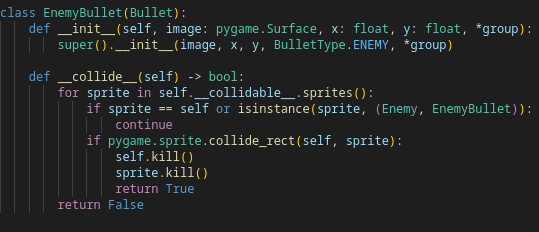 class EnemyBullet(Bullet):
    def __init__(self, image: pygame.Surface, x: float, y: float, *group):
        super().__init__(image, x, y, BulletType.ENEMY, *group)

    def __collide__(self) -> bool:
        for sprite in self.__collidable__.sprites():
            if sprite == self or isinstance(sprite, (Enemy, EnemyBullet)):
                continue
            if pygame.sprite.collide_rect(self, sprite):
                self.kill()
                sprite.kill()
                return True
        return False